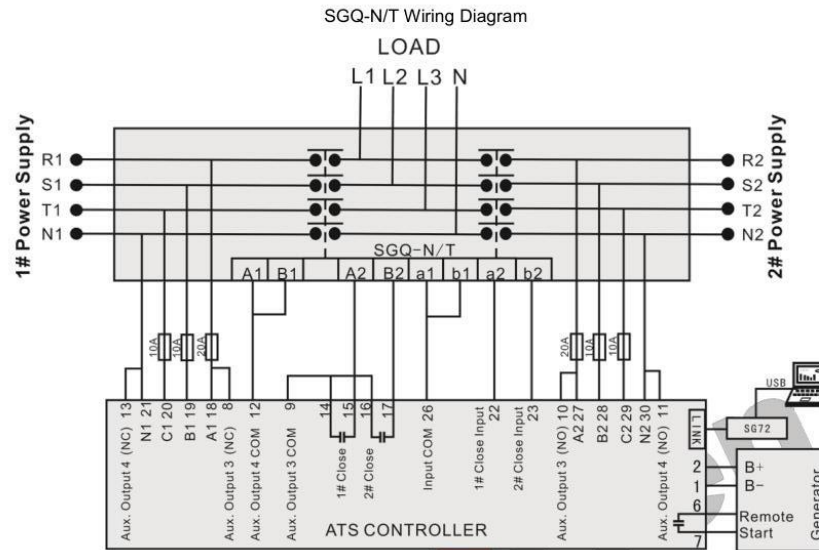 SGQ-N/T Wiring Diagram
LOAD
L1 L2 L3 N
1# Power Supply
2# Power Supply
R1
S1
T1
N1
R2
S2
T2
N2
SGQ-N/T
A1 B1 A2 B2 a1 b1 a2 b2
10A
10A
20A
20A
10A
10A
Aux. Output 4 (NC) 13
N1 21
C1 20
B1 19
A1 18
Aux. Output 3 (NC) 8
Aux. Output 4 COM 12
Aux. Output 3 COM 9
14
1# Close 15
16
2# Close 17
Input COM 26
1# Close Input 22
2# Close Input 23
Aux. Output 3 (NO) 10
A2 27
B2 28
C2 29
N2 30
Aux. Output 4 (NO) 11
ATS CONTROLLER
LINK
USB
SG72
2
1
6
7
B+
B-
Remote
Start
Generator